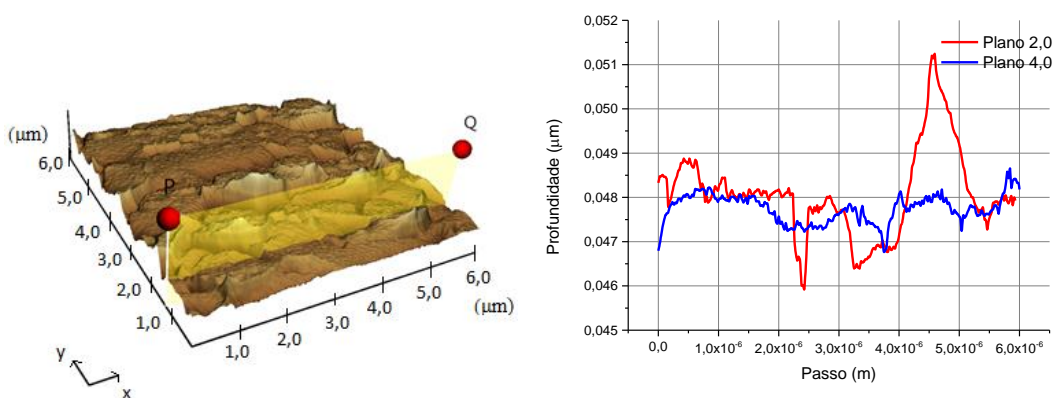 (µm)
6,0
5,0
4,0
3,0
2,0
1,0
P
Q
1,0
2,0
3,0
4,0
5,0
6,0
(µm)
y
x
0,052
0,051
0,050
0,049
0,048
0,047
0,046
0,045
Profundidade (µm)
Plano 2,0
Plano 4,0
0,0
1,0x10⁻⁶
2,0x10⁻⁶
3,0x10⁻⁶
4,0x10⁻⁶
5,0x10⁻⁶
6,0x10⁻⁶
Passo (m)